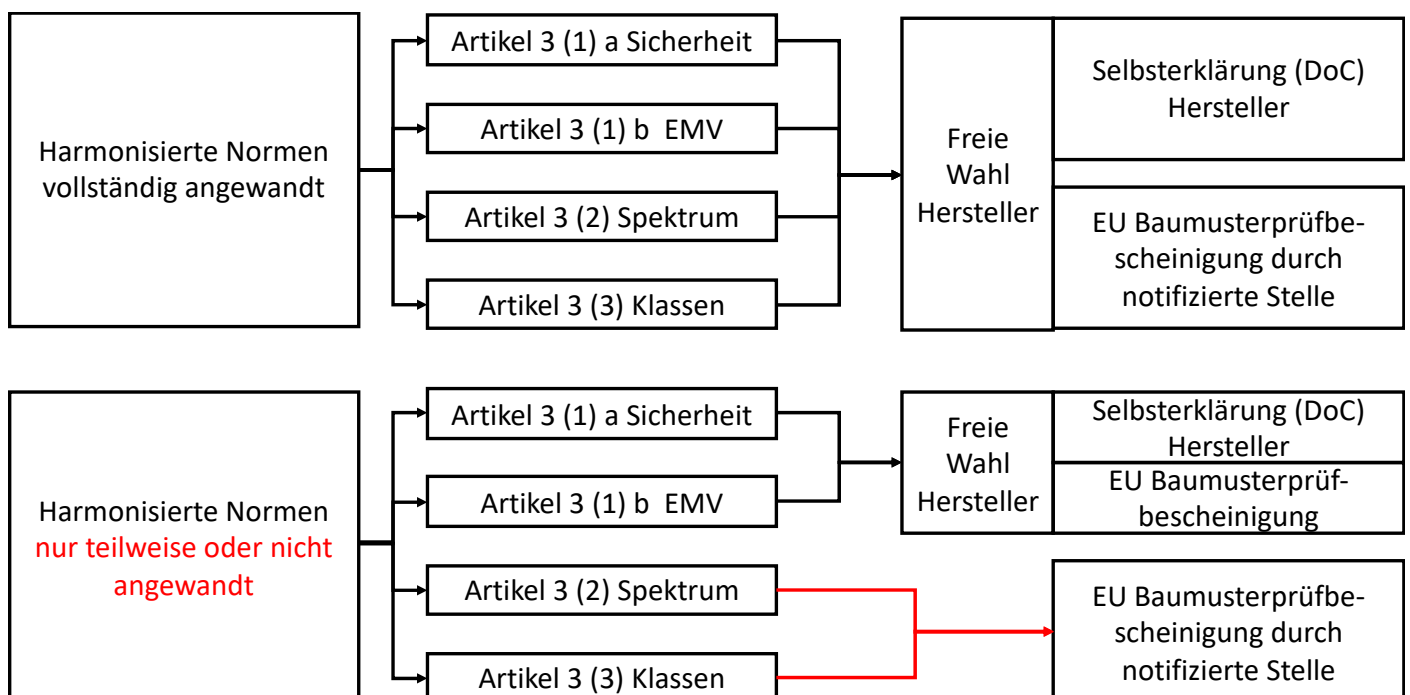 Harmonisierte Normen
vollständig angewandt
Artikel 3 (1) a Sicherheit
Artikel 3 (1) b  EMV
Artikel 3 (2) Spektrum
Artikel 3 (3) Klassen
Freie
Wahl
Hersteller
Selbsterklärung (DoC)
Hersteller
EU Baumusterprüfbe-
scheinigung durch
notifizierte Stelle
Harmonisierte Normen
nur teilweise oder nicht
angewandt
Artikel 3 (1) a Sicherheit
Artikel 3 (1) b  EMV
Artikel 3 (2) Spektrum
Artikel 3 (3) Klassen
Freie
Wahl
Hersteller
Selbsterklärung (DoC)
Hersteller
EU Baumusterprüf-
bescheinigung
EU Baumusterprüfbe-
scheinigung durch
notifizierte Stelle